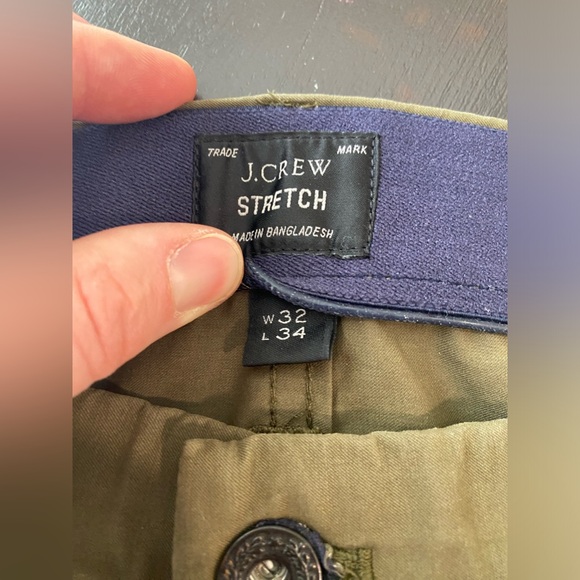 TRADE MARK
J.CREW
STRETCH
MADE IN BANGLADESH
W 32
L 34